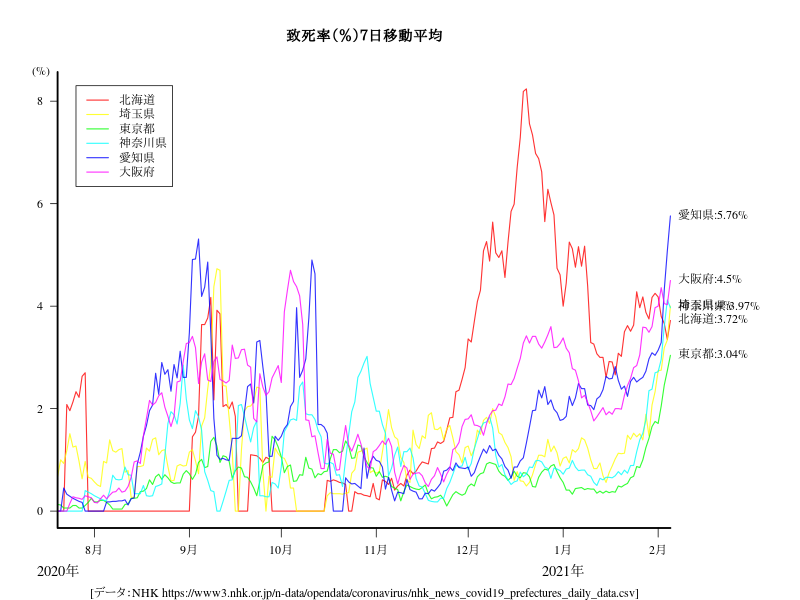 致死率(%)7日移動平均
(%)
8
6
4
2
0
北海道
埼玉県
東京都
神奈川県
愛知県
大阪府
愛知県:5.76%
大阪府:4.5%
神奈川県:3.97%
北海道:3.72%
東京都:3.04%
8月 9月 10月 11月 12月 1月 2月
2020年 2021年
[データ:NHK https://www3.nhk.or.jp/n-data/opendata/coronavirus/nhk_news_covid19_prefectures_daily_data.csv]